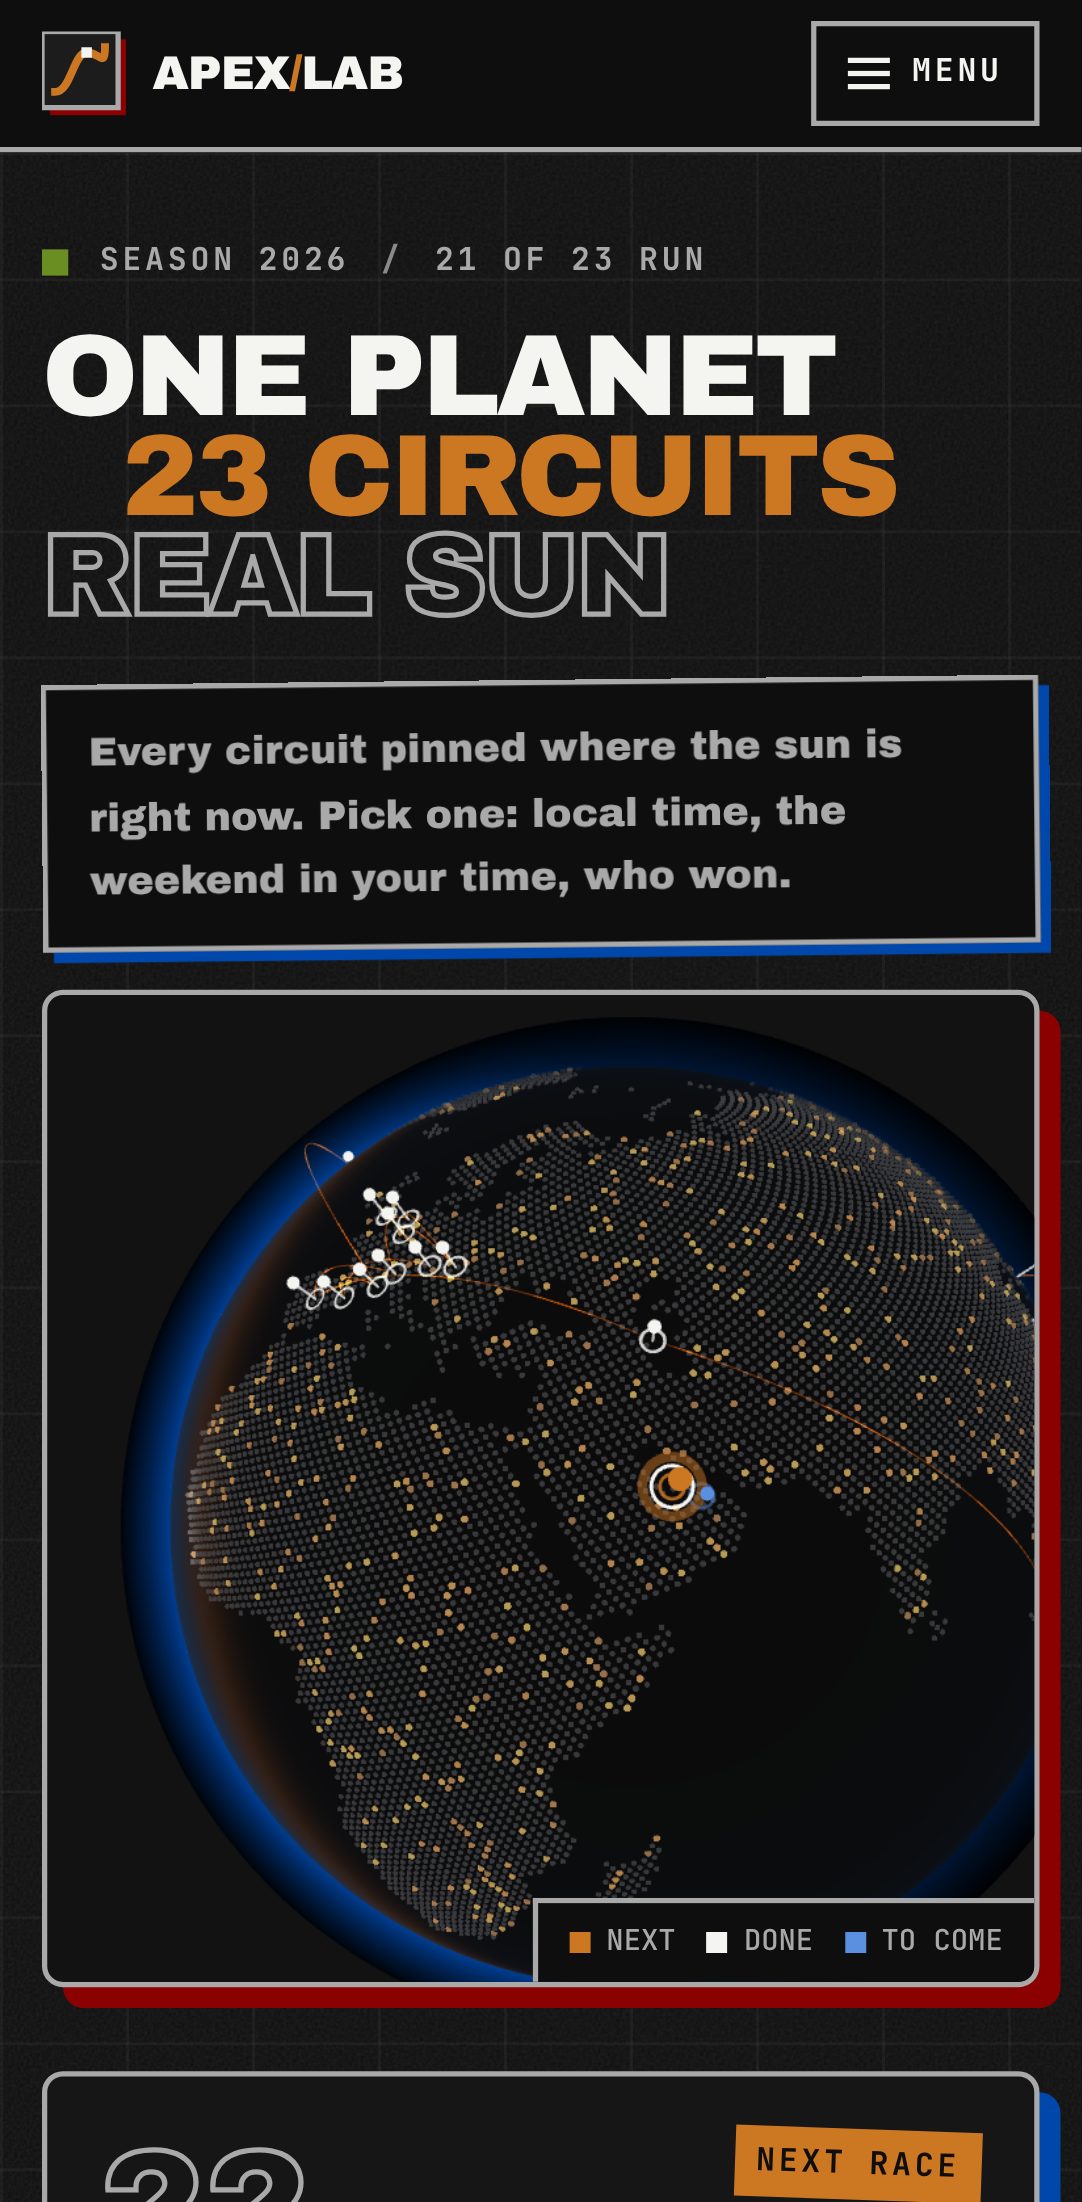 APEX/LAB
MENU
SEASON 2026 / 21 OF 23 RUN
ONE PLANET
23 CIRCUITS
REAL SUN
Every circuit pinned where the sun is
right now. Pick one: local time, the
weekend in your time, who won.
NEXT DONE TO COME
22
NEXT RACE